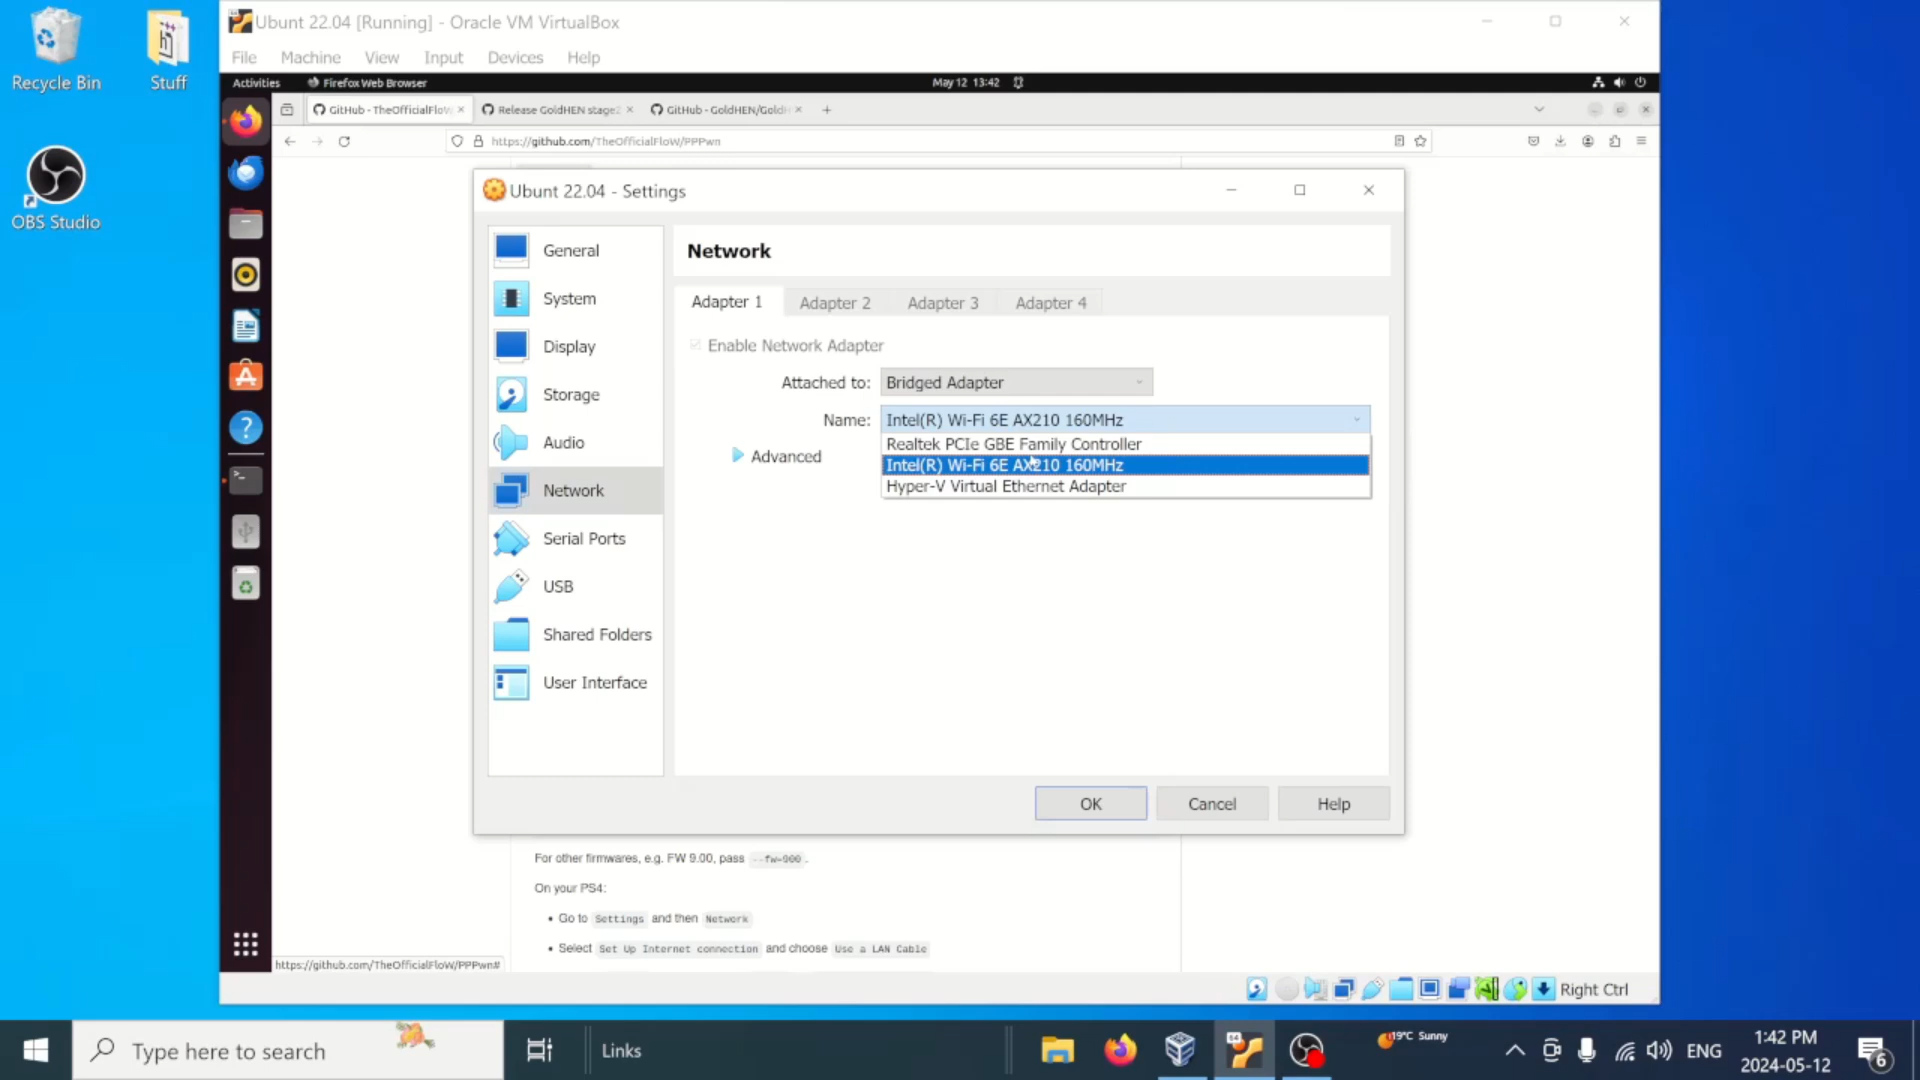 Recycle Bin
Stuff
OBS Studio
Ubunt 22.04 [Running] - Oracle VM VirtualBox
File Machine View Input Devices Help
Activities Firefox Web Browser May 12 13:42
GitHub - TheOfficialFloW × Release GoldHEN stage2 × GitHub - GoldHEN/GoldH × +
https://github.com/TheOfficialFloW/PPPwn
Ubunt 22.04 - Settings
General
System
Display
Storage
Audio
Network
Serial Ports
USB
Shared Folders
User Interface
Network
Adapter 1 Adapter 2 Adapter 3 Adapter 4
Enable Network Adapter
Attached to: Bridged Adapter
Name: Intel(R) Wi-Fi 6E AX210 160MHz
Realtek PCIe GBE Family Controller
Intel(R) Wi-Fi 6E AX210 160MHz
Hyper-V Virtual Ethernet Adapter
Advanced
OK Cancel Help
For other firmwares, e.g. FW 9.00, pass --fw=900.
On your PS4:
• Go to Settings and then Network
• Select Set Up Internet connection and choose Use a LAN Cable
https://github.com/TheOfficialFloW/PPPwn#
Right Ctrl
Type here to search
Links
19°C Sunny
ENG
1:42 PM
2024-05-12
6